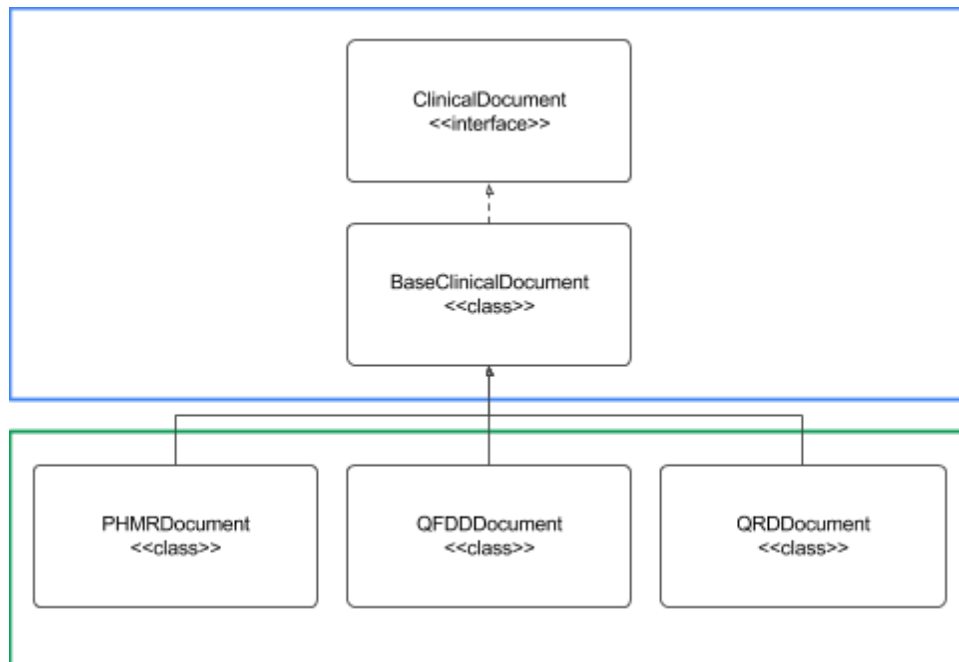 ClinicalDocument
<<interface>>
BaseClinicalDocument
<<class>>
PHMRDocument
<<class>>
QFDDDocument
<<class>>
QRDDocument
<<class>>